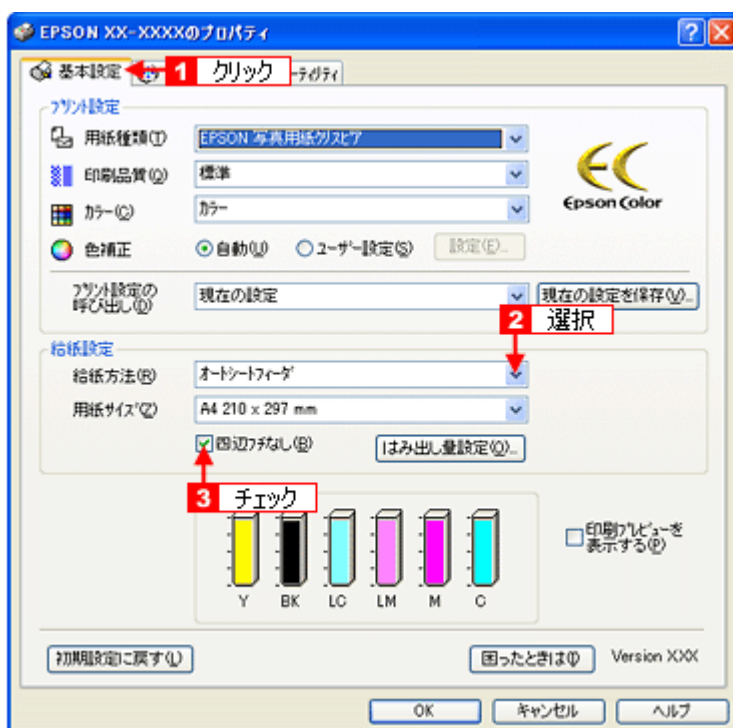 EPSON XX-XXXXのプロパティ
基本設定 1 クリック ーティリティ
プリント設定
用紙種類(T) EPSON 写真用紙クリスピア
印刷品質(Q) 標準
カラー(C) カラー
Epson Color
色補正 自動(U) ユーザー設定(S) 設定(E)...
プリント設定の
呼び出し(D) 現在の設定 現在の設定を保存(V)...
2 選択
給紙設定
給紙方法(R) オートシートフィーダ
用紙サイズ(Z) A4 210 x 297 mm
四辺フチなし(B) はみ出し量設定(O)...
3 チェック
印刷プレビューを
表示する(P)
Y BK LC LM M C
初期設定に戻す(L) 困ったときは(I) Version XXX
OK キャンセル ヘルプ